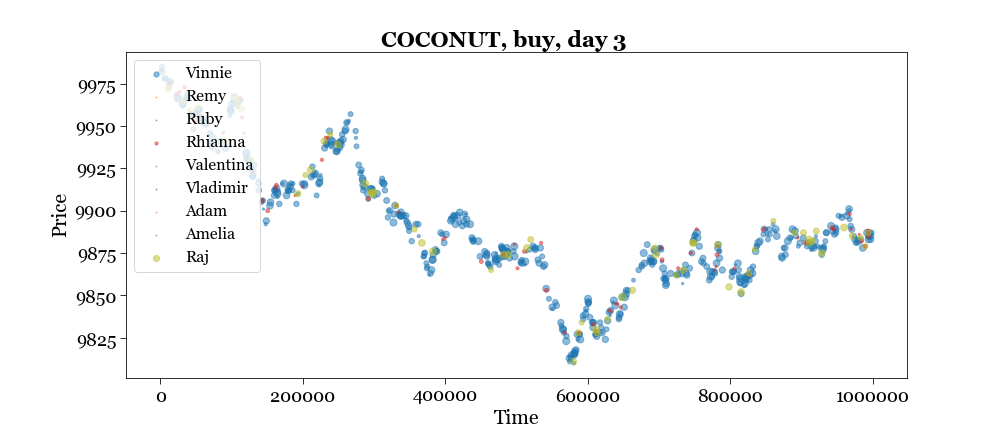 COCONUT, buy, day 3
Price
9975
9950
9925
9900
9875
9850
9825
Vinnie
Remy
Ruby
Rhianna
Valentina
Vladimir
Adam
Amelia
Raj
0 200000 400000 600000 800000 1000000
Time